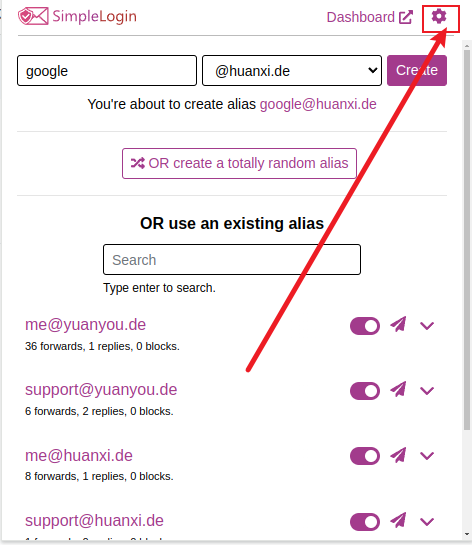 SimpleLogin
Dashboard
google
@huanxi.de
Create
You're about to create alias google@huanxi.de
OR create a totally random alias
OR use an existing alias
Search
Type enter to search.
me@yuanyou.de
36 forwards, 1 replies, 0 blocks.
support@yuanyou.de
6 forwards, 2 replies, 0 blocks.
me@huanxi.de
8 forwards, 1 replies, 0 blocks.
support@huanxi.de